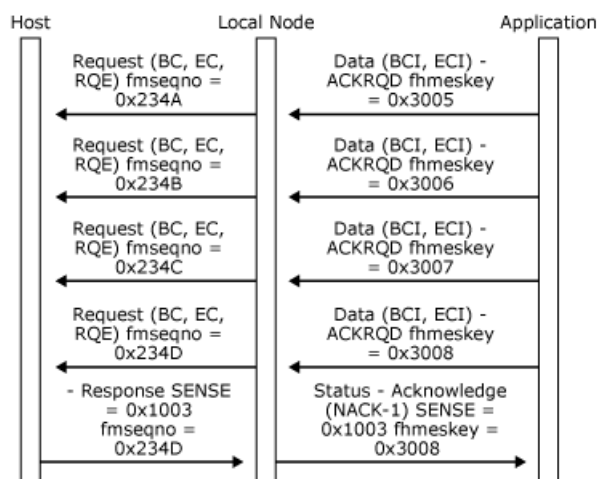 Host Local Node Application
Request (BC, EC,
RQE) fmseqno =
0x234A
Data (BCI, ECI) -
ACKRQD fhmeskey
= 0x3005
Request (BC, EC,
RQE) fmseqno =
0x234B
Data (BCI, ECI) -
ACKRQD fhmeskey
= 0x3006
Request (BC, EC,
RQE) fmseqno =
0x234C
Data (BCI, ECI) -
ACKRQD fhmeskey
= 0x3007
Request (BC, EC,
RQE) fmseqno =
0x234D
Data (BCI, ECI) -
ACKRQD fhmeskey
= 0x3008
- Response SENSE
= 0x1003
fmseqno =
0x234D
Status - Acknowledge
(NACK-1) SENSE =
0x1003 fhmeskey =
0x3008